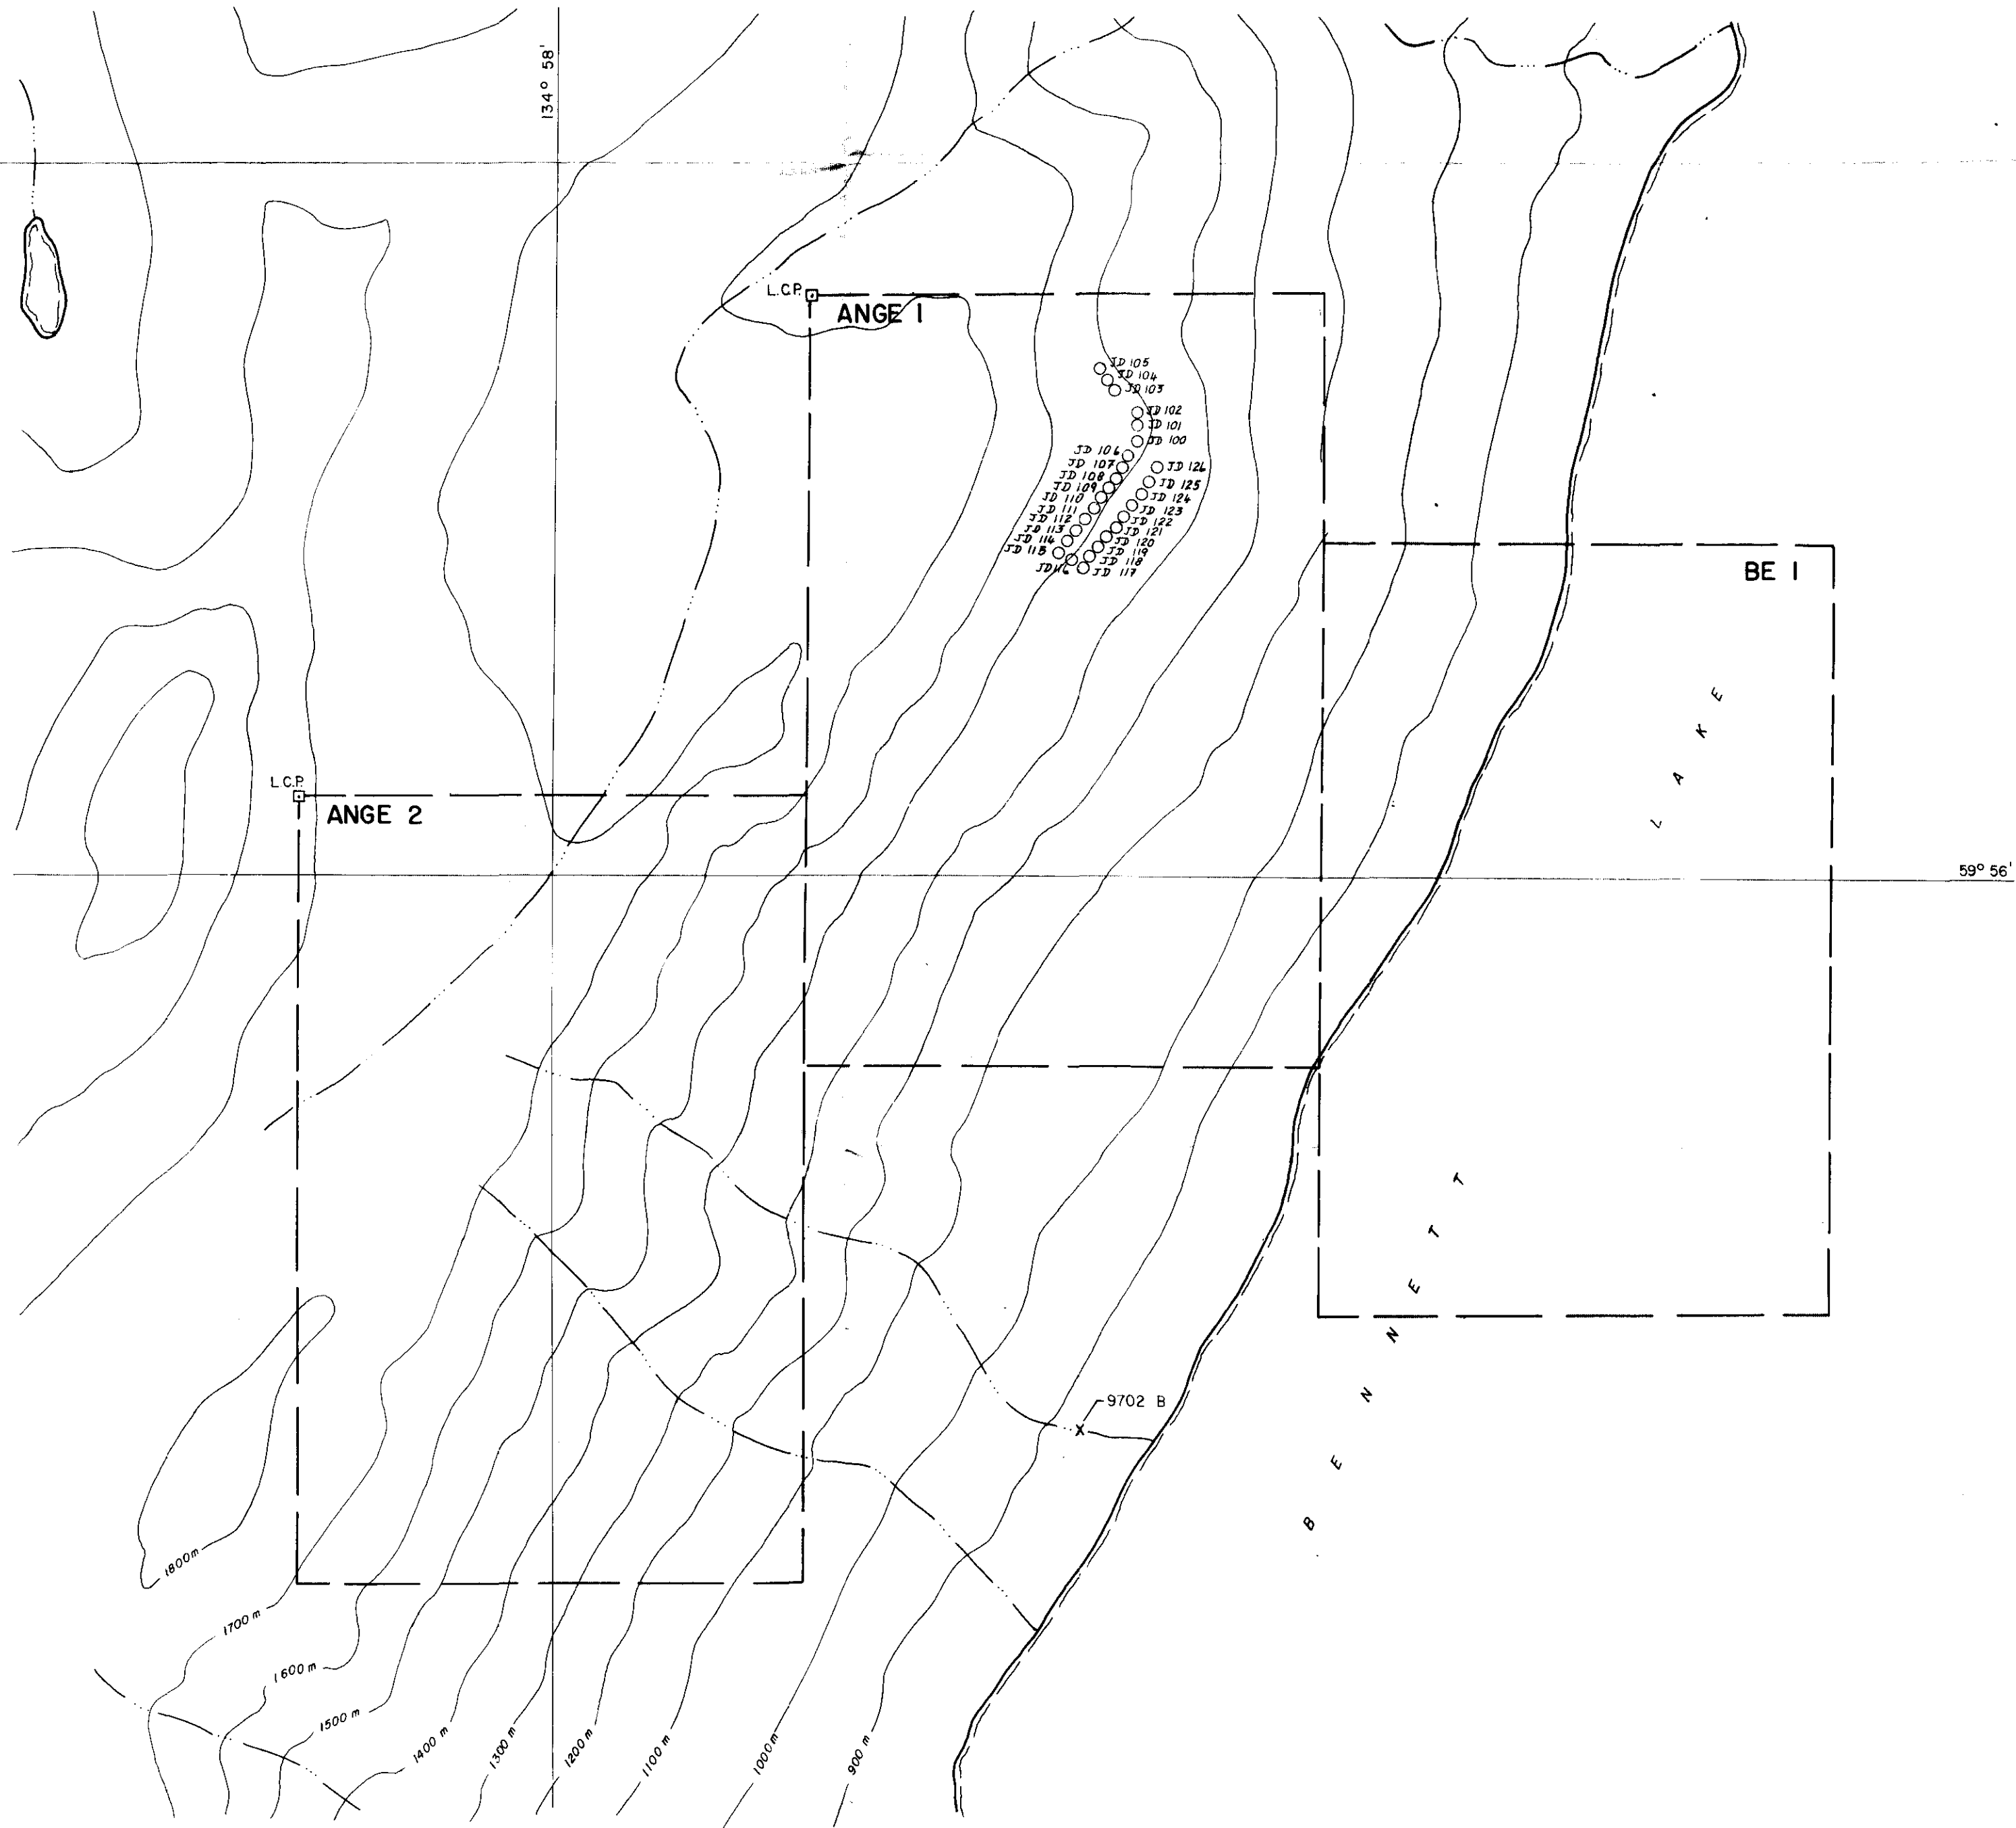 134° 58'
L.C.P.
ANGE 1
JD 105
JD 104
JD 103
JD 102
JD 101
JD 100
JD 106
JD 107
JD 108
JD 109
JD 110
JD 111
JD 112
JD 113
JD 114
JD 115
JD 116
JD 126
JD 125
JD 124
JD 123
JD 122
JD 121
JD 120
JD 119
JD 118
JD 117
BE 1
L.C.P.
ANGE 2
59° 56'
BENNETT LAKE
9702 B
X
1800m
1700 m
1600 m
1500 m
1400 m
1300 m
1200 m
1100 m
1000 m
900 m